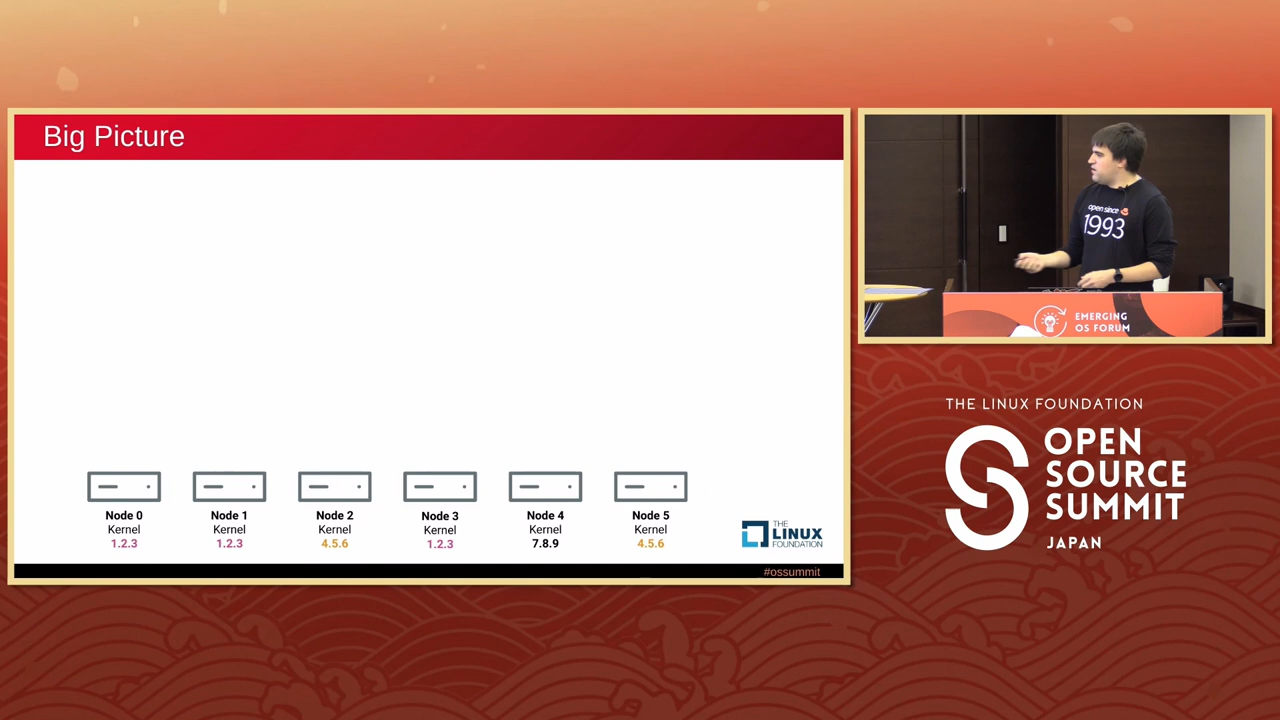 Big Picture
Node 0
Kernel
1.2.3
Node 1
Kernel
1.2.3
Node 2
Kernel
4.5.6
Node 3
Kernel
1.2.3
Node 4
Kernel
7.8.9
Node 5
Kernel
4.5.6
THE
LINUX
FOUNDATION
#ossummit
open since
1993
EMERGING
OS FORUM
THE LINUX FOUNDATION
OPEN
SOURCE
SUMMIT
JAPAN